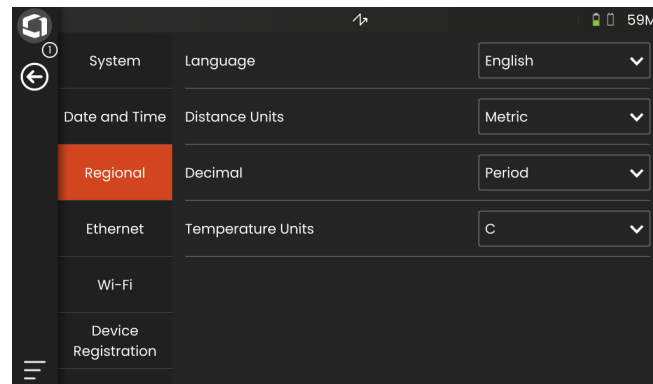 59M
1
System
Language
English
Date and Time
Distance Units
Metric
Regional
Decimal
Period
Ethernet
Temperature Units
C
Wi-Fi
Device
Registration